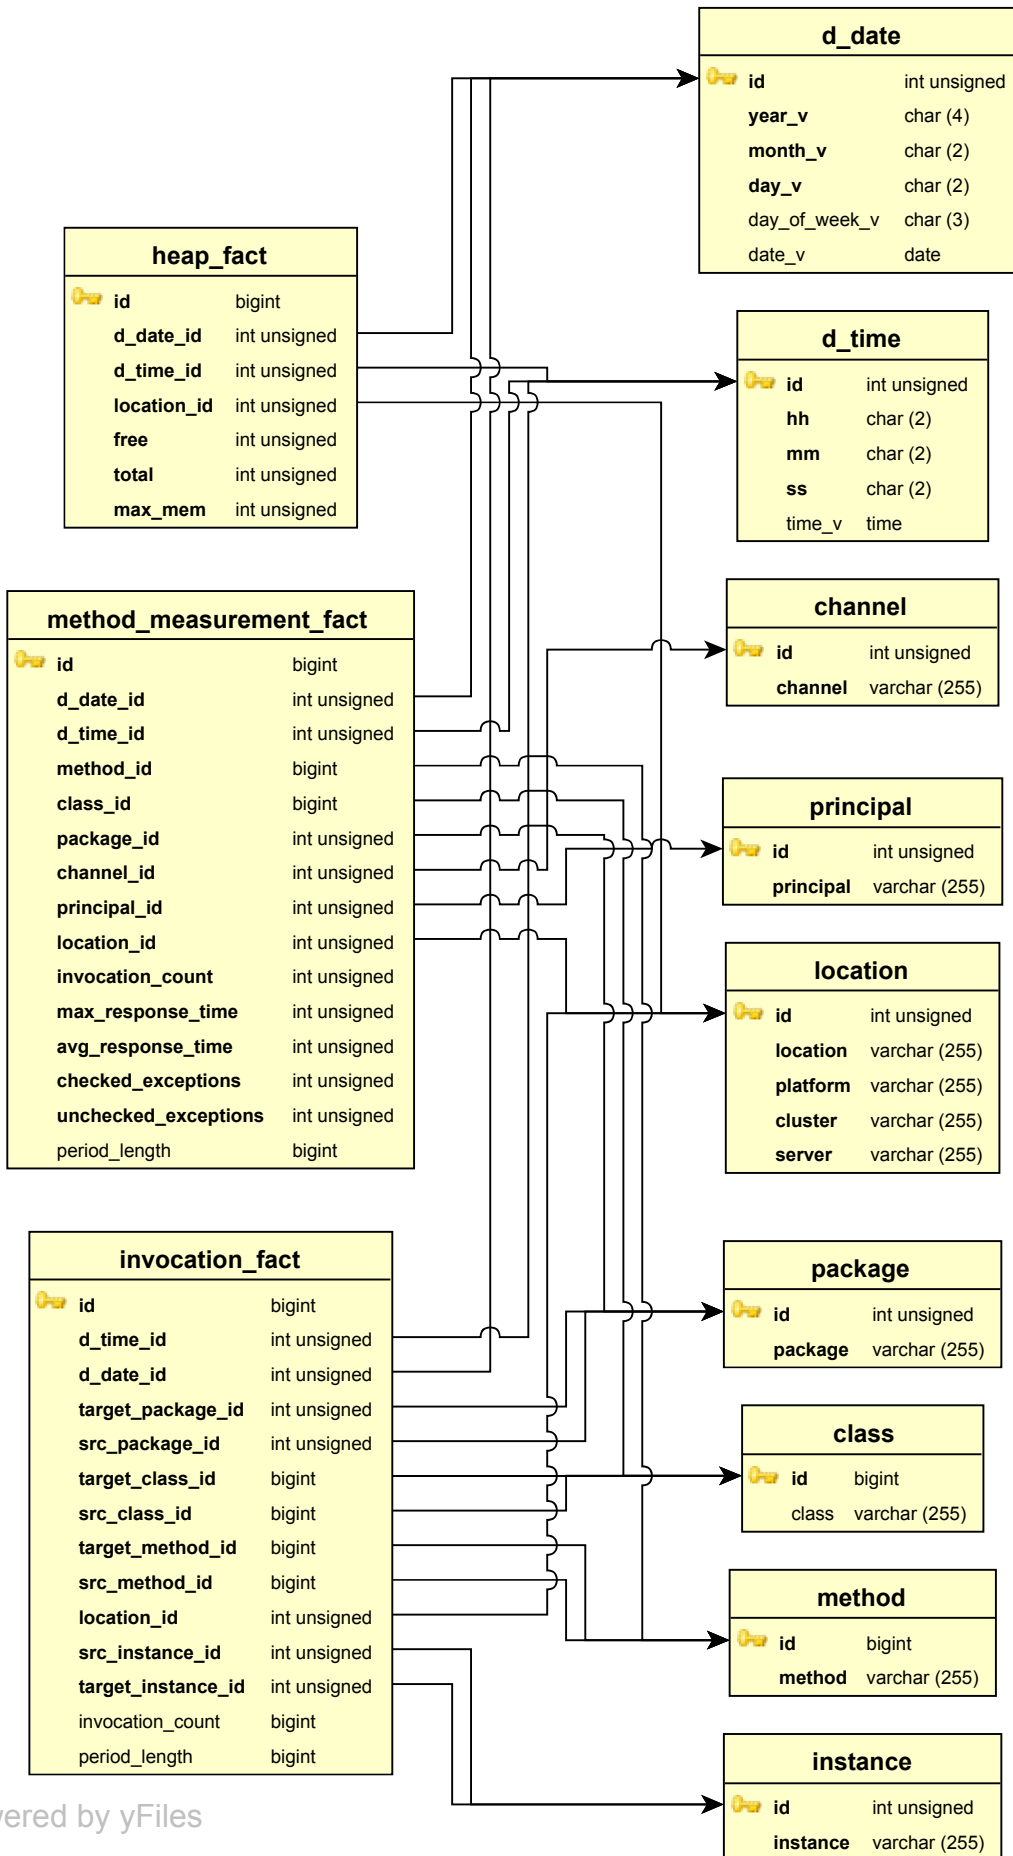 d_date
id int unsigned
year_v char (4)
month_v char (2)
day_v char (2)
day_of_week_v char (3)
date_v date
heap_fact
id bigint
d_date_id int unsigned
d_time_id int unsigned
location_id int unsigned
free int unsigned
total int unsigned
max_mem int unsigned
d_time
id int unsigned
hh char (2)
mm char (2)
ss char (2)
time_v time
method_measurement_fact
id bigint
d_date_id int unsigned
d_time_id int unsigned
method_id bigint
class_id bigint
package_id int unsigned
channel_id int unsigned
principal_id int unsigned
location_id int unsigned
invocation_count int unsigned
max_response_time int unsigned
avg_response_time int unsigned
checked_exceptions int unsigned
unchecked_exceptions int unsigned
period_length bigint
channel
id int unsigned
channel varchar (255)
principal
id int unsigned
principal varchar (255)
location
id int unsigned
location varchar (255)
platform varchar (255)
cluster varchar (255)
server varchar (255)
invocation_fact
id bigint
d_time_id int unsigned
d_date_id int unsigned
target_package_id int unsigned
src_package_id int unsigned
target_class_id bigint
src_class_id bigint
target_method_id bigint
src_method_id bigint
location_id int unsigned
src_instance_id int unsigned
target_instance_id int unsigned
invocation_count bigint
period_length bigint
package
id int unsigned
package varchar (255)
class
id bigint
class varchar (255)
method
id bigint
method varchar (255)
instance
id int unsigned
instance varchar (255)
vered by yFiles